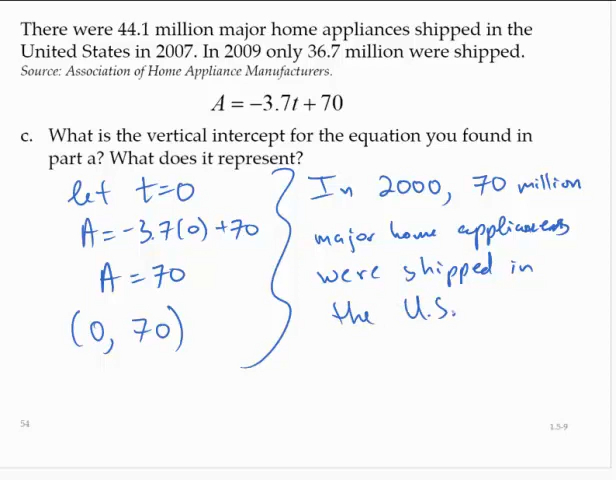 There were 44.1 million major home appliances shipped in the
United States in 2007. In 2009 only 36.7 million were shipped.
Source: Association of Home Appliance Manufacturers.
A = −3.7t + 70
c. What is the vertical intercept for the equation you found in
part a? What does it represent?
let t=0
A = -3.7(0) +70
A = 70
(0, 70)
In 2000, 70 million
major home appliances
were shipped in
the U.S.
54
1.5-9